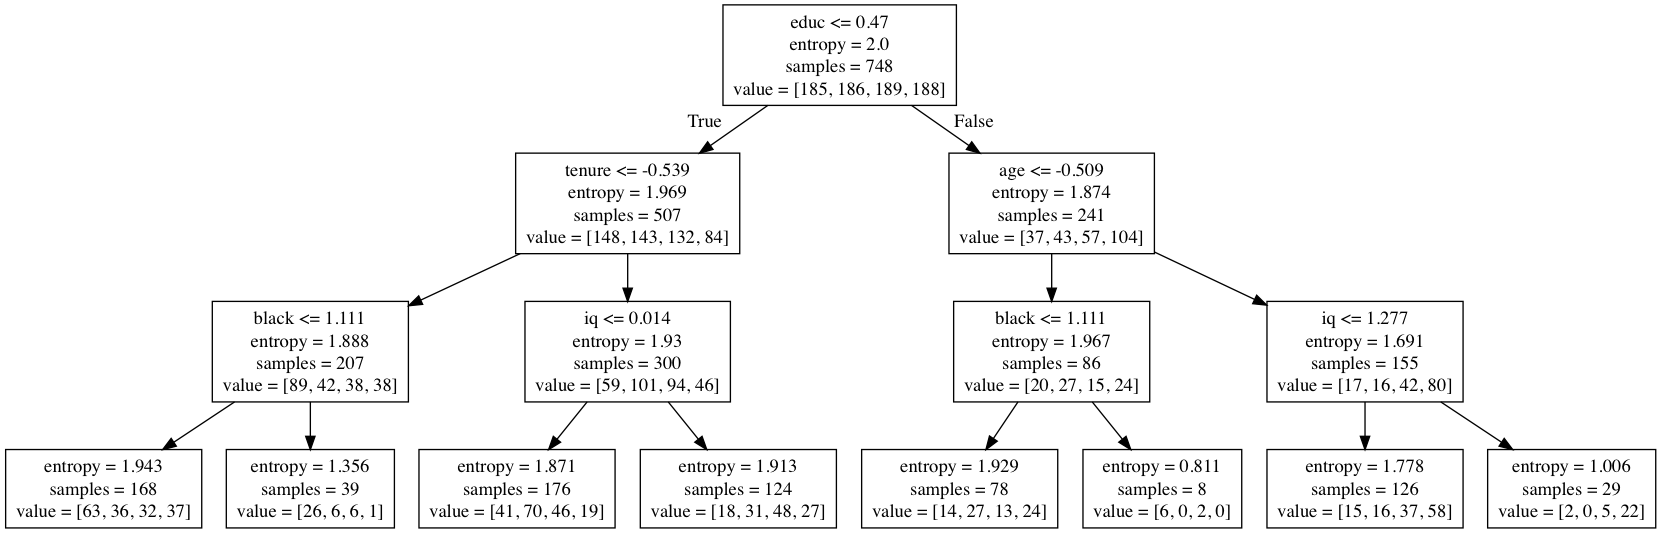 educ <= 0.47
entropy = 2.0
samples = 748
value = [185, 186, 189, 188]
True
False
tenure <= -0.539
entropy = 1.969
samples = 507
value = [148, 143, 132, 84]
age <= -0.509
entropy = 1.874
samples = 241
value = [37, 43, 57, 104]
black <= 1.111
entropy = 1.888
samples = 207
value = [89, 42, 38, 38]
iq <= 0.014
entropy = 1.93
samples = 300
value = [59, 101, 94, 46]
black <= 1.111
entropy = 1.967
samples = 86
value = [20, 27, 15, 24]
iq <= 1.277
entropy = 1.691
samples = 155
value = [17, 16, 42, 80]
entropy = 1.943
samples = 168
value = [63, 36, 32, 37]
entropy = 1.356
samples = 39
value = [26, 6, 6, 1]
entropy = 1.871
samples = 176
value = [41, 70, 46, 19]
entropy = 1.913
samples = 124
value = [18, 31, 48, 27]
entropy = 1.929
samples = 78
value = [14, 27, 13, 24]
entropy = 0.811
samples = 8
value = [6, 0, 2, 0]
entropy = 1.778
samples = 126
value = [15, 16, 37, 58]
entropy = 1.006
samples = 29
value = [2, 0, 5, 22]